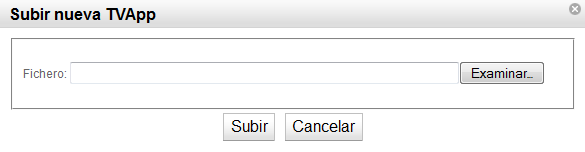 Subir nueva TVApp
Fichero: Examinar...
Subir Cancelar